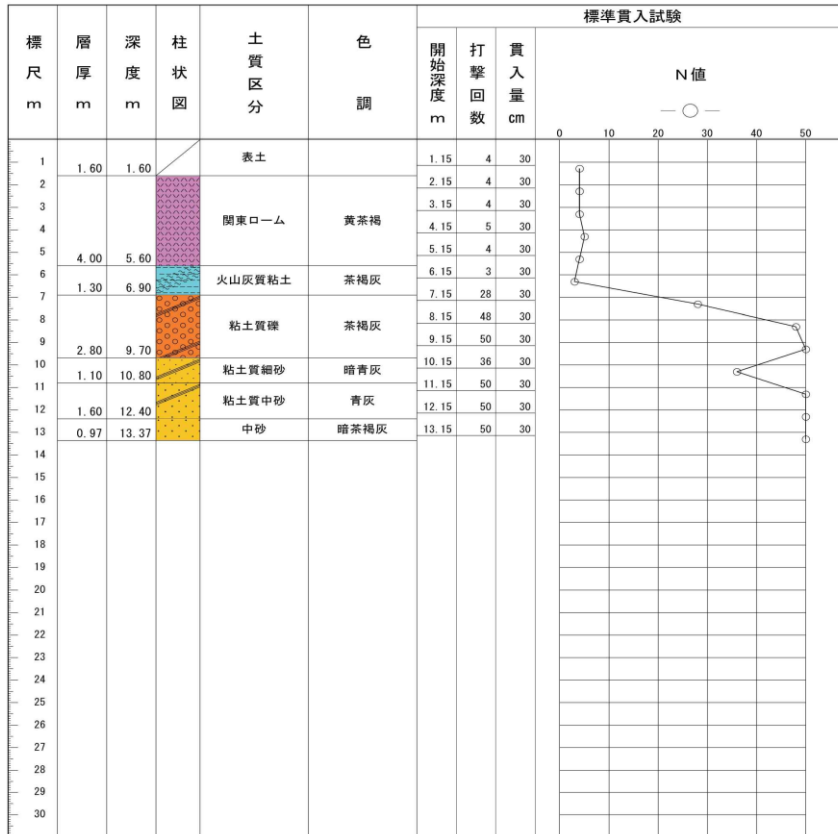 標準貫入試験
標尺 m
層厚 m
深度 m
柱状図
土質区分
色調
開始深度 m
打撃回数
貫入量 cm
N値
0 10 20 30 40 50
1 1.60 1.60 表土 1.15 4 30
2 2.15 4 30
3 3.15 4 30
4 関東ローム 黄茶褐 4.15 5 30
5 4.00 5.60 5.15 4 30
6 1.30 6.90 火山灰質粘土 茶褐灰 6.15 3 30
7 7.15 28 30
8 粘土質礫 茶褐灰 8.15 48 30
9 2.80 9.70 9.15 50 30
10 1.10 10.80 粘土質細砂 暗青灰 10.15 36 30
11 粘土質中砂 青灰 11.15 50 30
12 1.60 12.40 12.15 50 30
13 0.97 13.37 中砂 暗茶褐灰 13.15 50 30
14
15
16
17
18
19
20
21
22
23
24
25
26
27
28
29
30